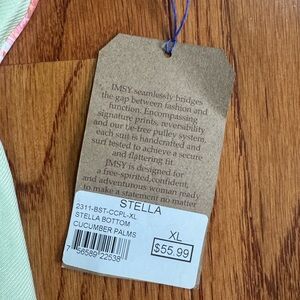 IMSY seamlessly bridges
the gap between fashion and
function. Encompassing
signature prints, reversibility
and our tie-free pulley system,
each suit is handcrafted and
surf tested to achieve a secure
and flattering fit.
IMSY is designed for
a free-spirited, confident,
and adventurous woman ready
to make a statement no matter
STELLA
2311-BST-CCPL-XL
STELLA BOTTOM
CUCUMBER PALMS
XL
$55.99
7 56589 22538